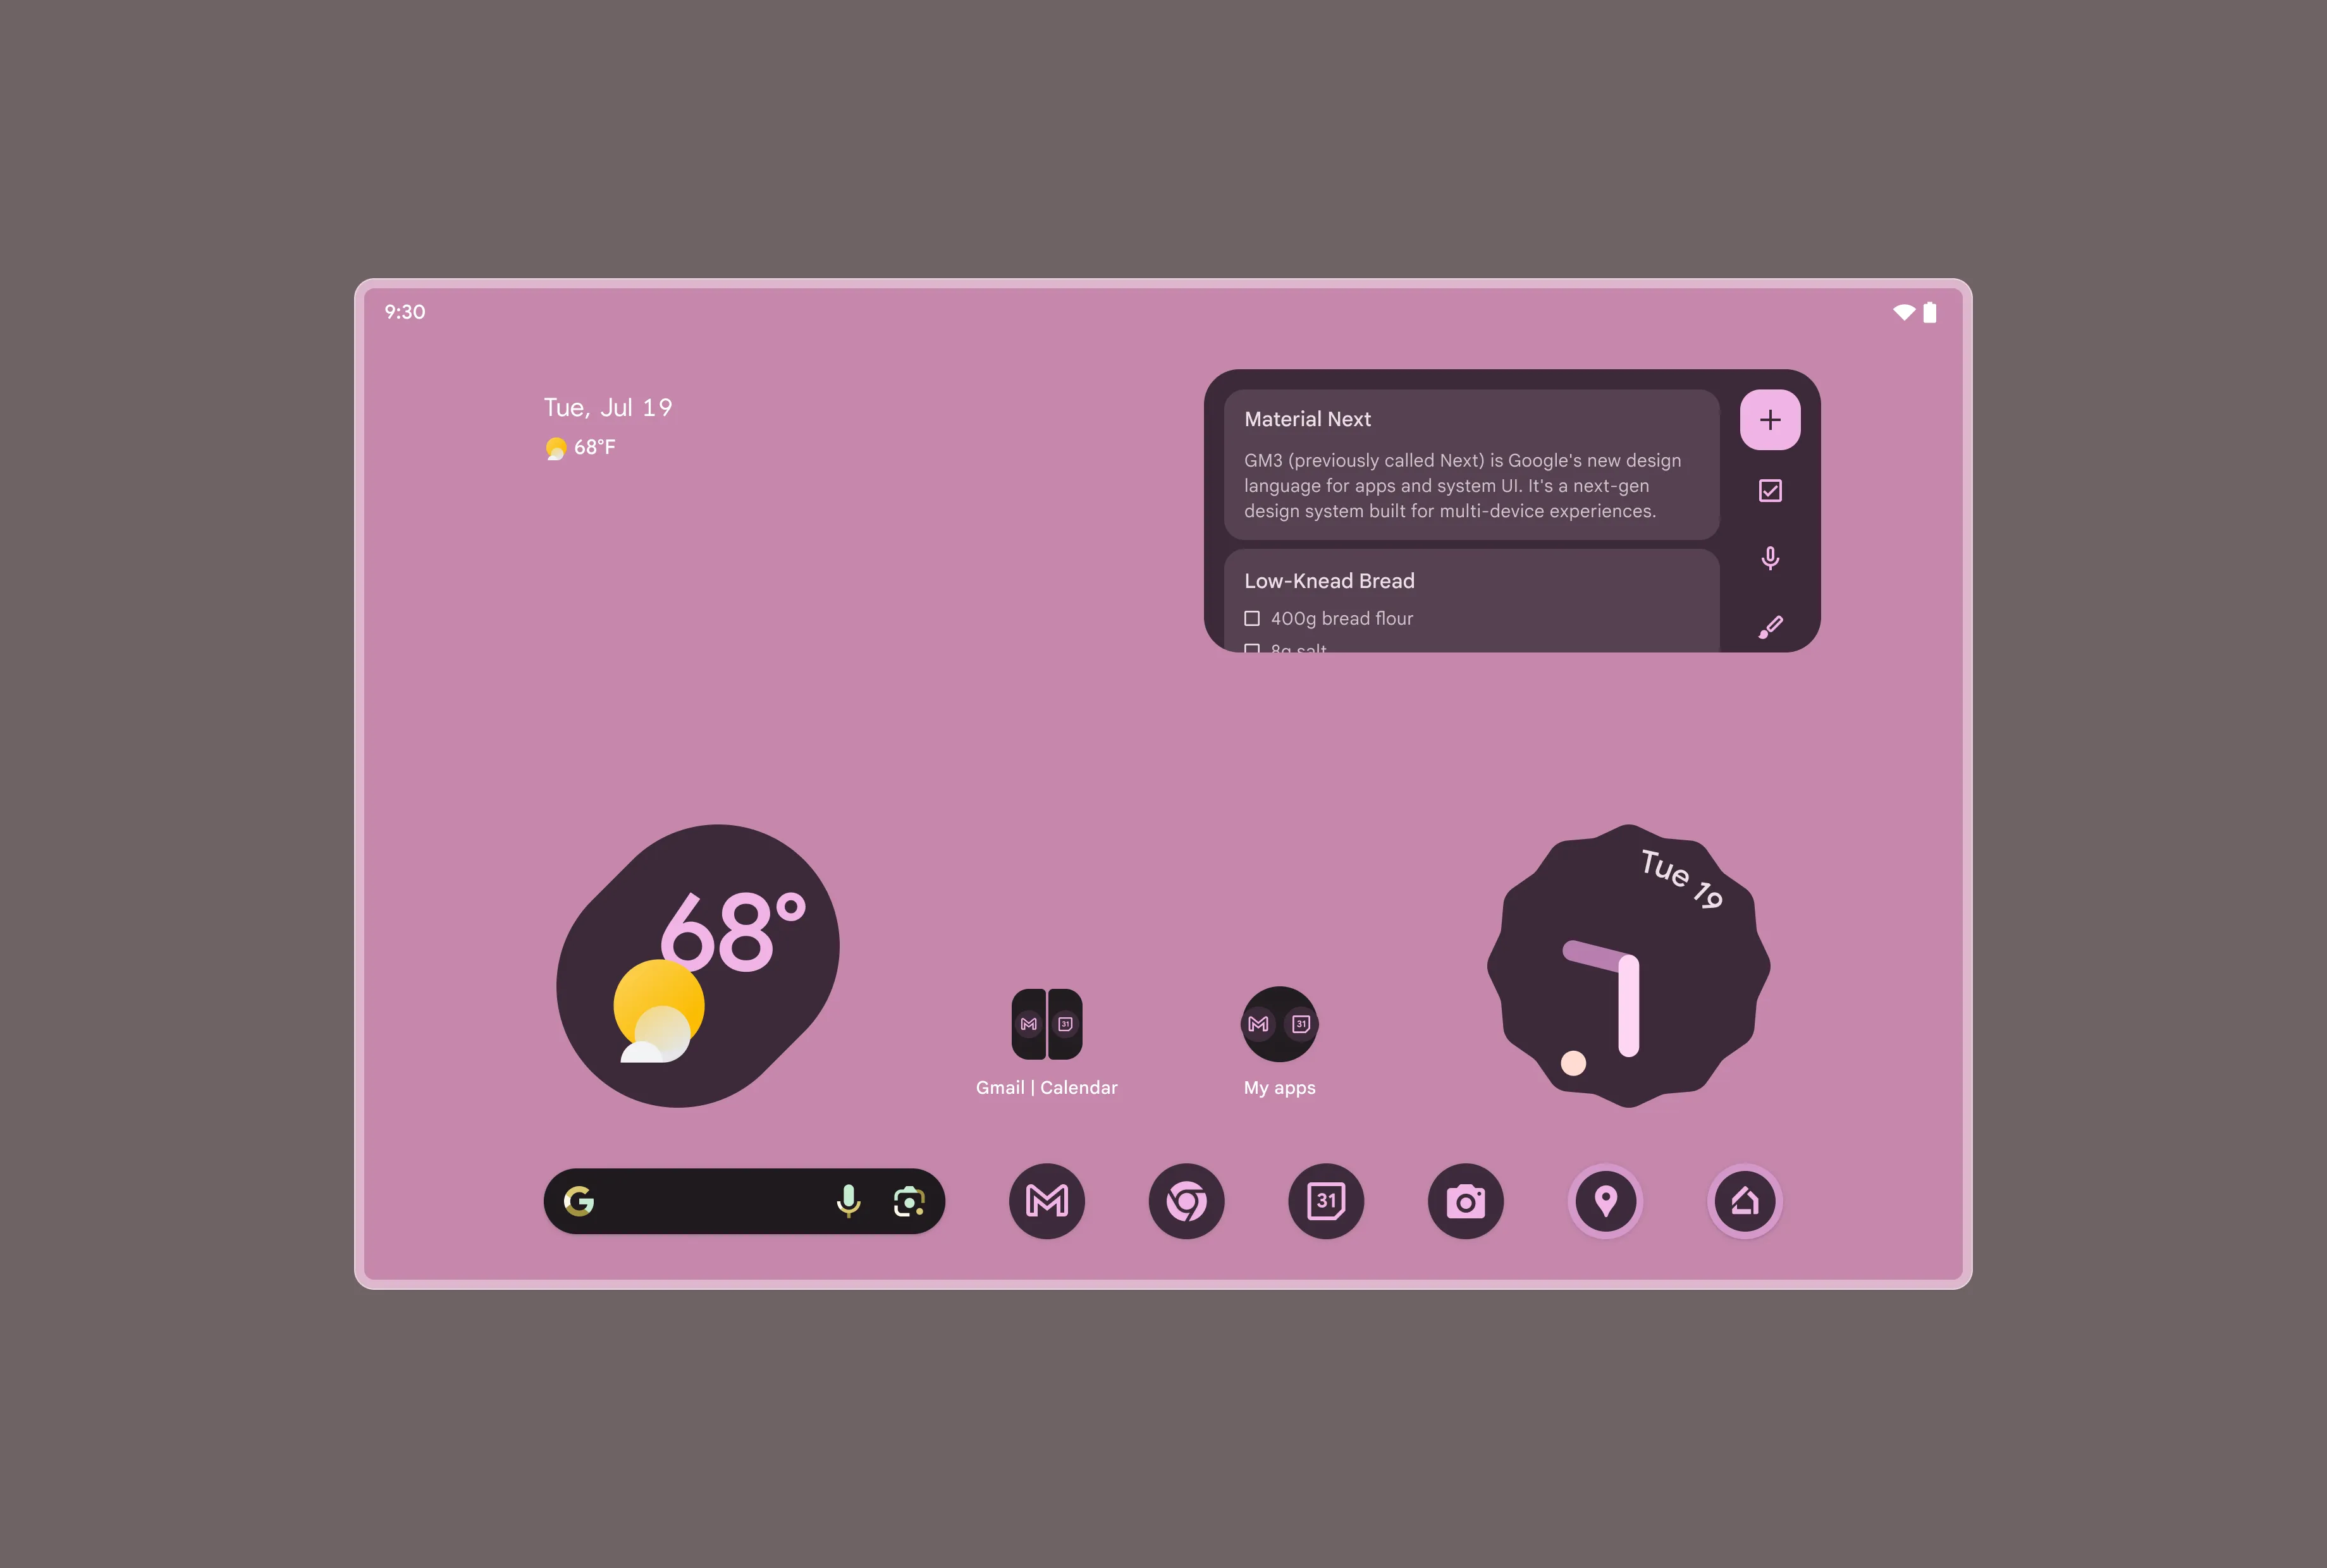 9:30
Tue, Jul 19
68°F
Material Next
GM3 (previously called Next) is Google's new design
language for apps and system UI. It's a next-gen
design system built for multi-device experiences.
Low-Knead Bread
400g bread flour
8g salt
68°
Tue 19
31
31
Gmail | Calendar
My apps
G
31